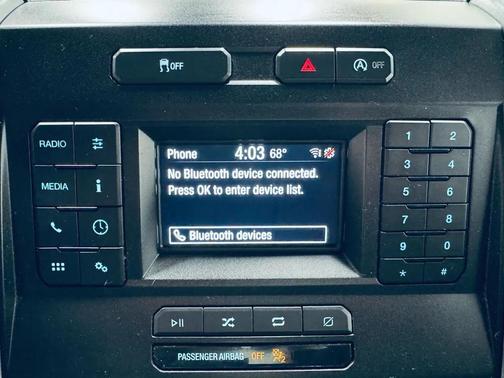 OFF
OFF
RADIO
MEDIA
Phone 4:03 68°
No Bluetooth device connected.
Press OK to enter device list.
Bluetooth devices
1 2
3 4
5 6
7 8
9 0
* #
PASSENGER AIRBAG OFF